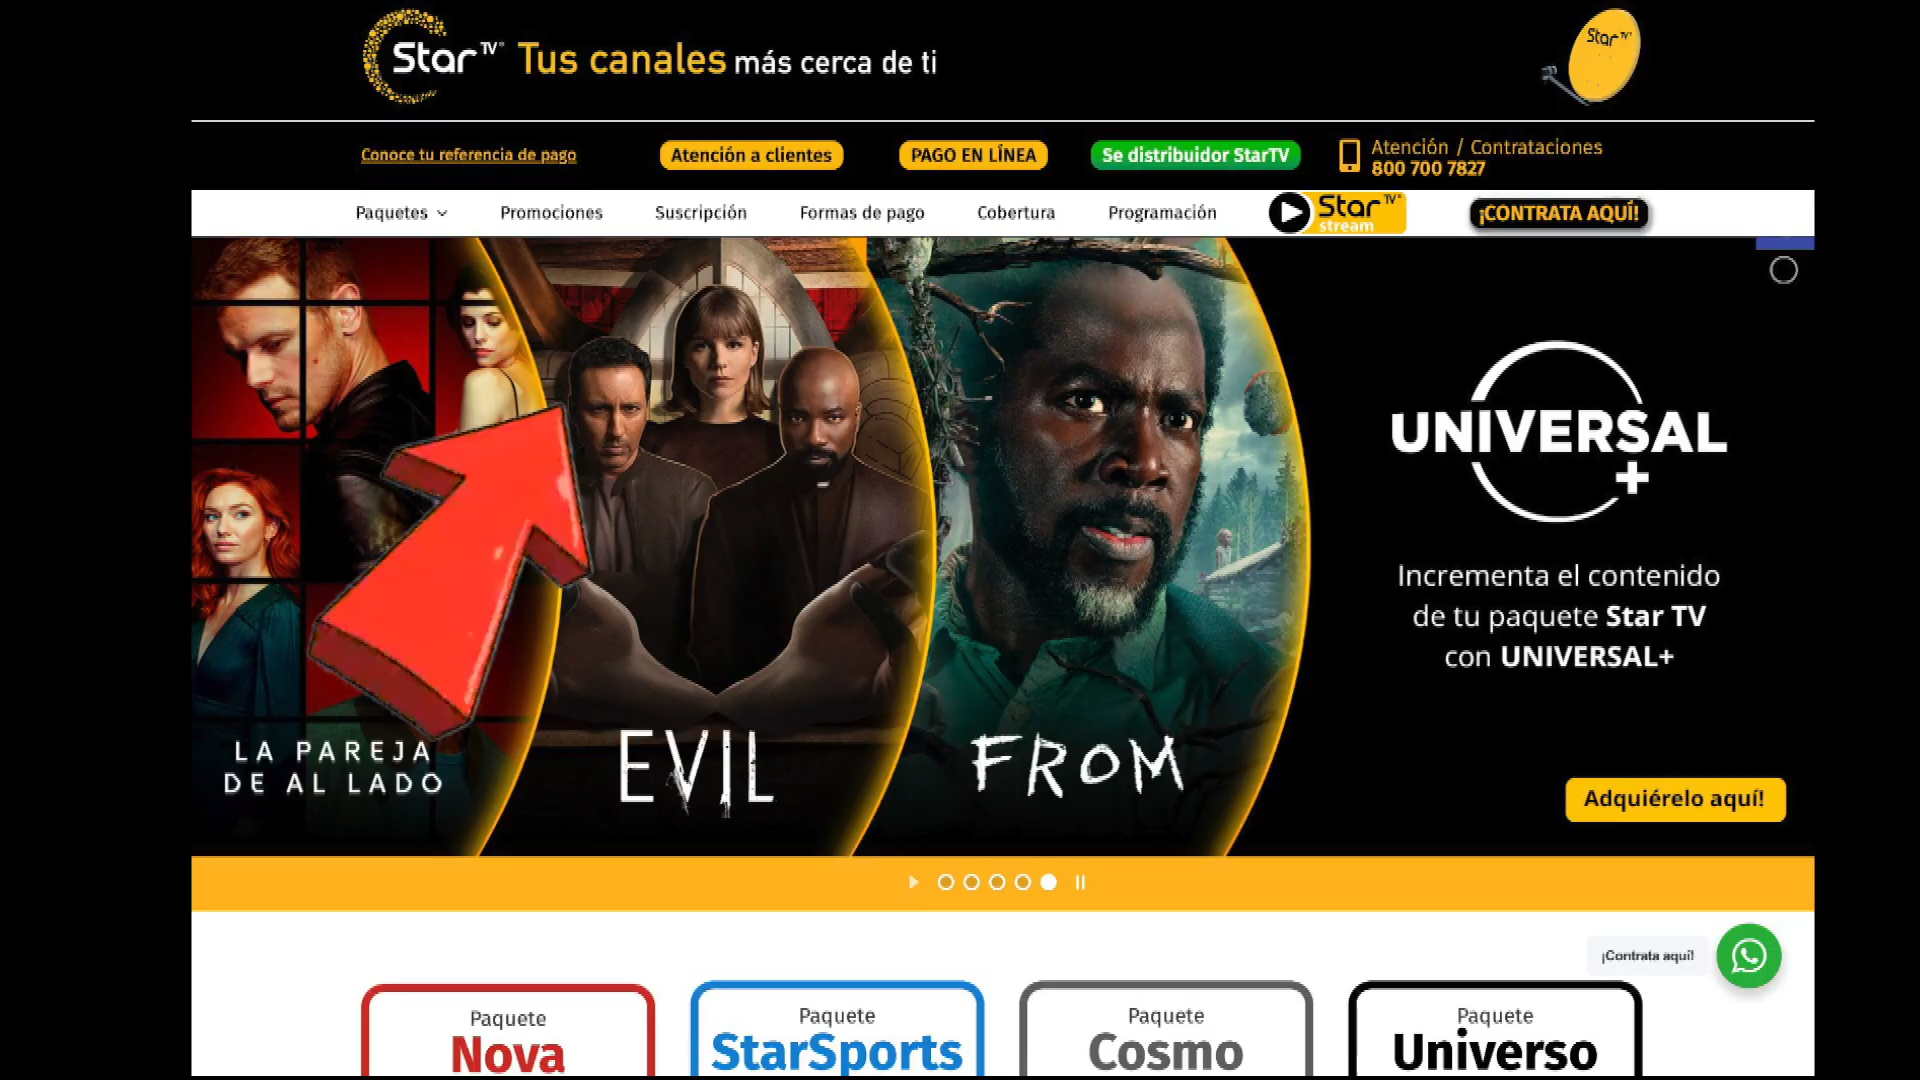 Star TV Tus canales más cerca de ti
Star TV
Conoce tu referencia de pago
Atención a clientes
PAGO EN LÍNEA
Se distribuidor StarTV
Atención / Contrataciones
800 700 7827
Paquetes
Promociones
Suscripción
Formas de pago
Cobertura
Programación
Star TV
stream
¡CONTRATA AQUÍ!
LA PAREJA
DE AL LADO
EVIL
FROM
UNIVERSAL
+
Incrementa el contenido
de tu paquete Star TV
con UNIVERSAL+
Adquiérelo aquí!
¡Contrata aquí!
Paquete
Nova
Paquete
StarSports
Paquete
Cosmo
Paquete
Universo